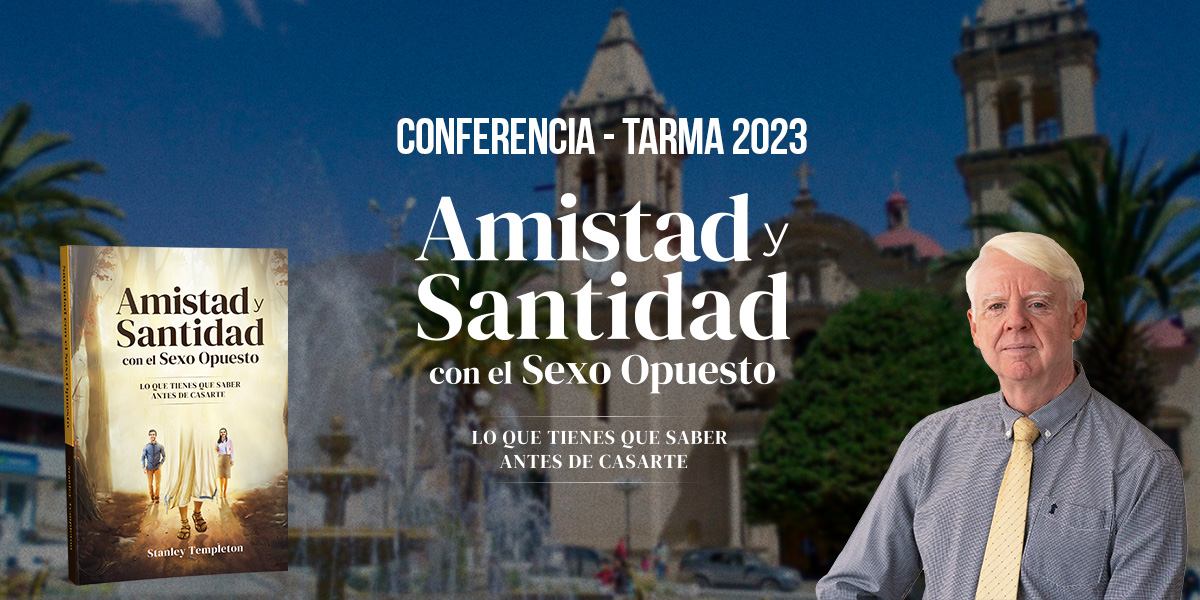 CONFERENCIA - TARMA 2023
Amistad y
Santidad
con el Sexo Opuesto
LO QUE TIENES QUE SABER
ANTES DE CASARTE
Amistad y
Santidad
con el Sexo Opuesto
LO QUE TIENES QUE SABER
ANTES DE CASARTE
Stanley Templeton